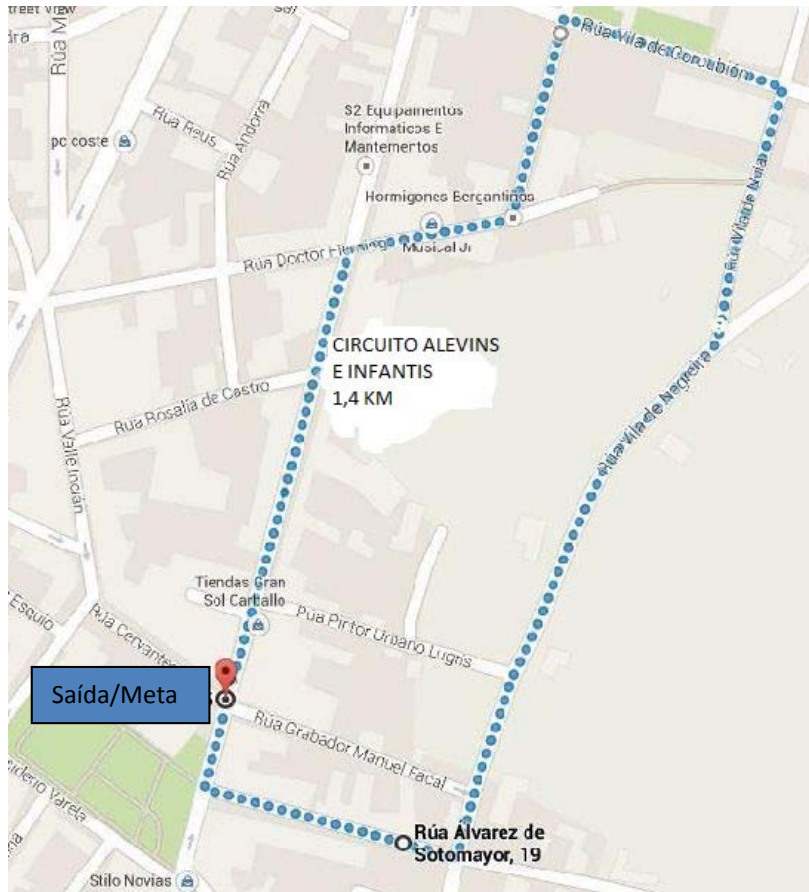 Street View
Rúa Vila de Corcubión
S2 Equipamentos
Informaticos E
Mantementos
Rúa Reus
Rúa Andorra
pc coste
Hormigones Bergantiños
Musical Jr
Rúa Doctor Fleming
Rúa Vila de Noia
CIRCUITO ALEVINS
E INFANTIS
1,4 KM
Rúa Rosalía de Castro
Rúa Valle Inclán
Rúa Vila de Negreira
Tiendas Gran
Sol Carballo
Rúa Pintor Urbano Lugrís
Esquio
Rúa Cervantes
Saída/Meta
Rúa Grabador Manuel Facal
Varela
Rúa Álvarez de
Sotomayor, 19
Stilo Novias